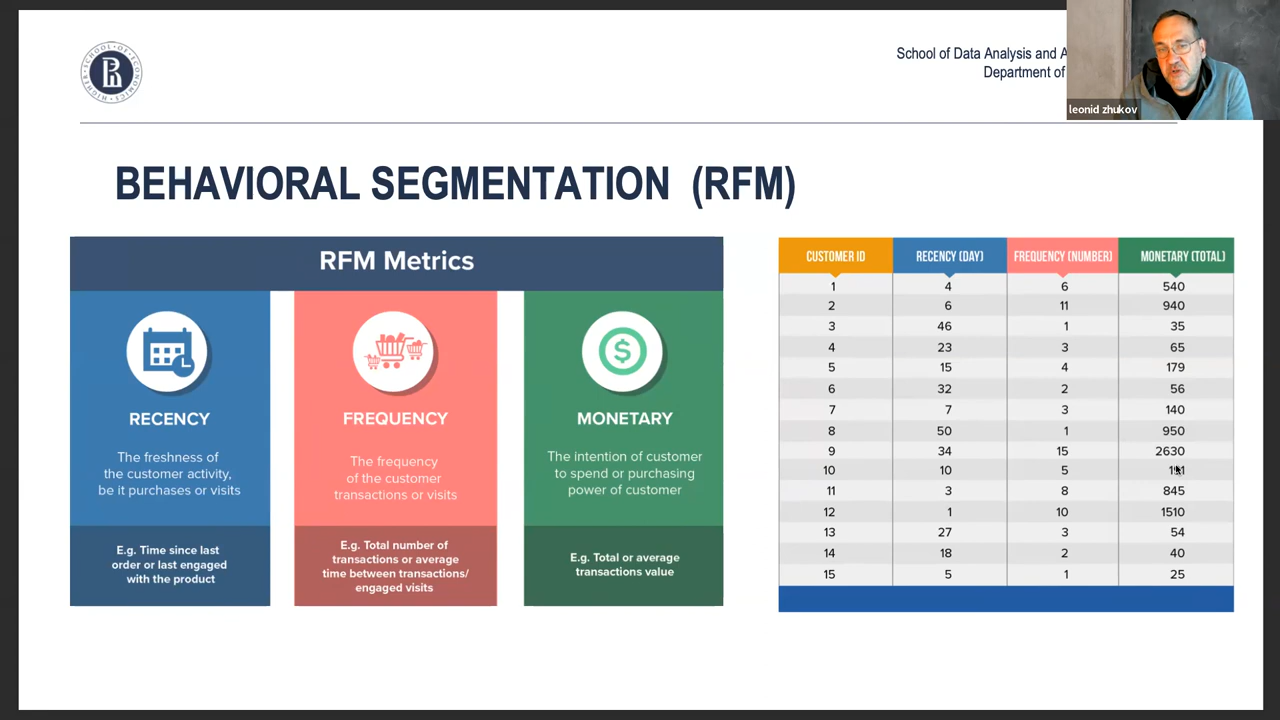 School of Data Analysis and A
Department of
leonid zhukov
HIGHER SCHOOL OF ECONOMICS
BEHAVIORAL SEGMENTATION (RFM)
RFM Metrics
RECENCY
The freshness of
the customer activity,
be it purchases or visits
E.g. Time since last
order or last engaged
with the product
FREQUENCY
The frequency
of the customer
transactions or visits
E.g. Total number of
transactions or average
time between transactions/
engaged visits
MONETARY
The intention of customer
to spend or purchasing
power of customer
E.g. Total or average
transactions value
CUSTOMER ID RECENCY (DAY) FREQUENCY (NUMBER) MONETARY (TOTAL)
1 4 6 540
2 6 11 940
3 46 1 35
4 23 3 65
5 15 4 179
6 32 2 56
7 7 3 140
8 50 1 950
9 34 15 2630
10 10 5
11 3 8 845
12 1 10 1510
13 27 3 54
14 18 2 40
15 5 1 25